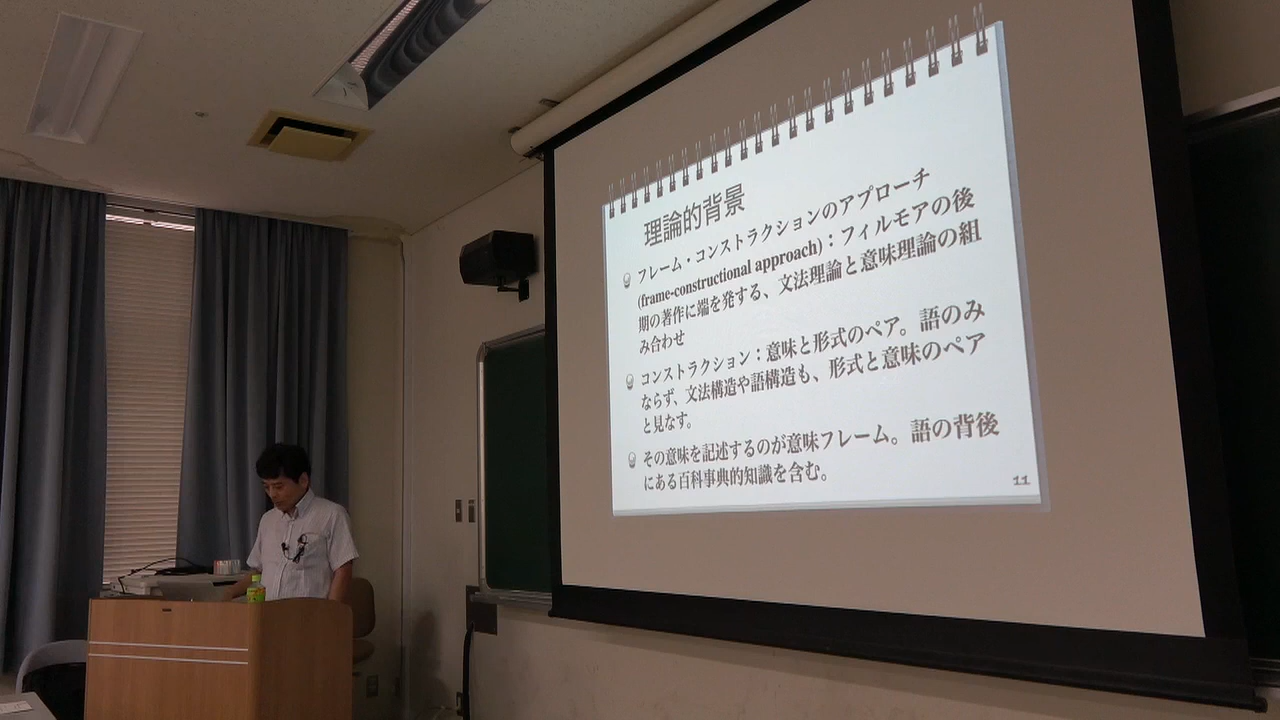 理論的背景
フレーム・コンストラクションのアプローチ
(frame-constructional approach)：フィルモアの後
期の著作に端を発する、文法理論と意味理論の組
み合わせ
コンストラクション：意味と形式のペア。語のみ
ならず、文法構造や語構造も、形式と意味のペア
と見なす。
その意味を記述するのが意味フレーム。語の背後
にある百科事典的知識を含む。
11